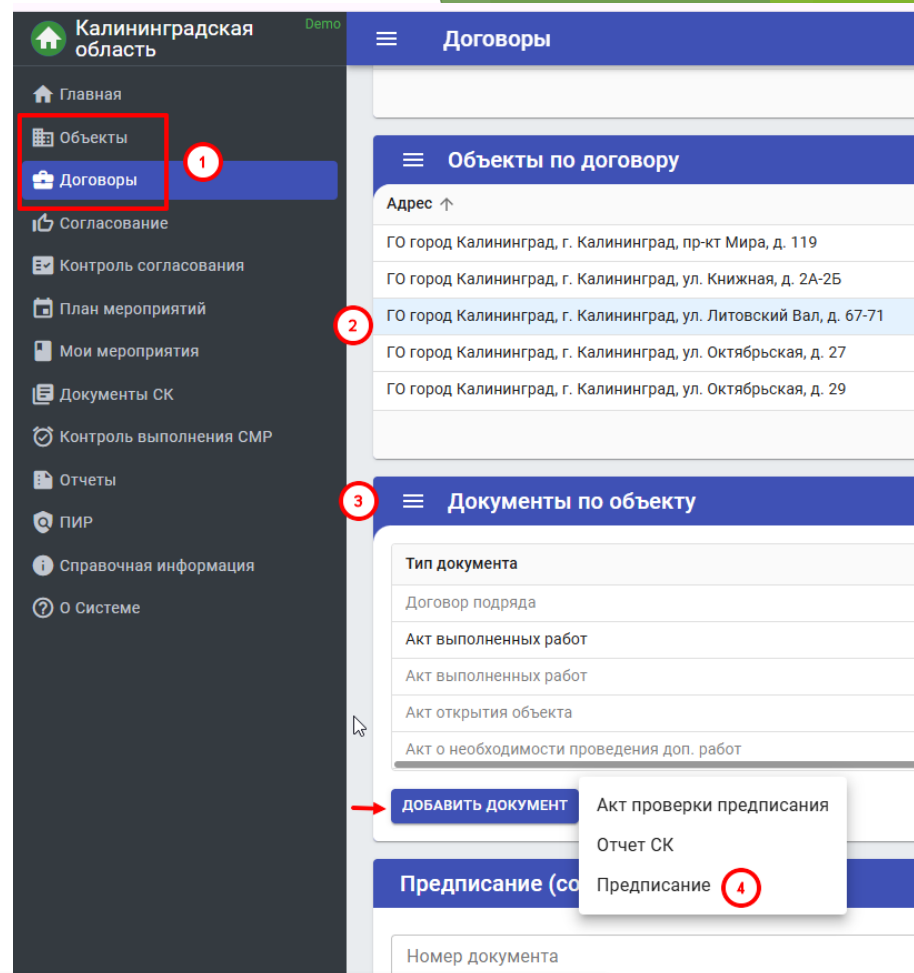 Калининградская
область
Demo
Договоры
Главная
Объекты
1
Договоры
Согласование
Контроль согласования
План мероприятий
Мои мероприятия
Документы СК
Контроль выполнения СМР
Отчеты
ПИР
Справочная информация
О Системе
Объекты по договору
Адрес ↑
ГО город Калининград, г. Калининград, пр-кт Мира, д. 119
ГО город Калининград, г. Калининград, ул. Книжная, д. 2А-2Б
2
ГО город Калининград, г. Калининград, ул. Литовский Вал, д. 67-71
ГО город Калининград, г. Калининград, ул. Октябрьская, д. 27
ГО город Калининград, г. Калининград, ул. Октябрьская, д. 29
3
Документы по объекту
Тип документа
Договор подряда
Акт выполненных работ
Акт выполненных работ
Акт открытия объекта
Акт о необходимости проведения доп. работ
ДОБАВИТЬ ДОКУМЕНТ
Акт проверки предписания
Отчет СК
Предписание
4
Предписание (со
Номер документа